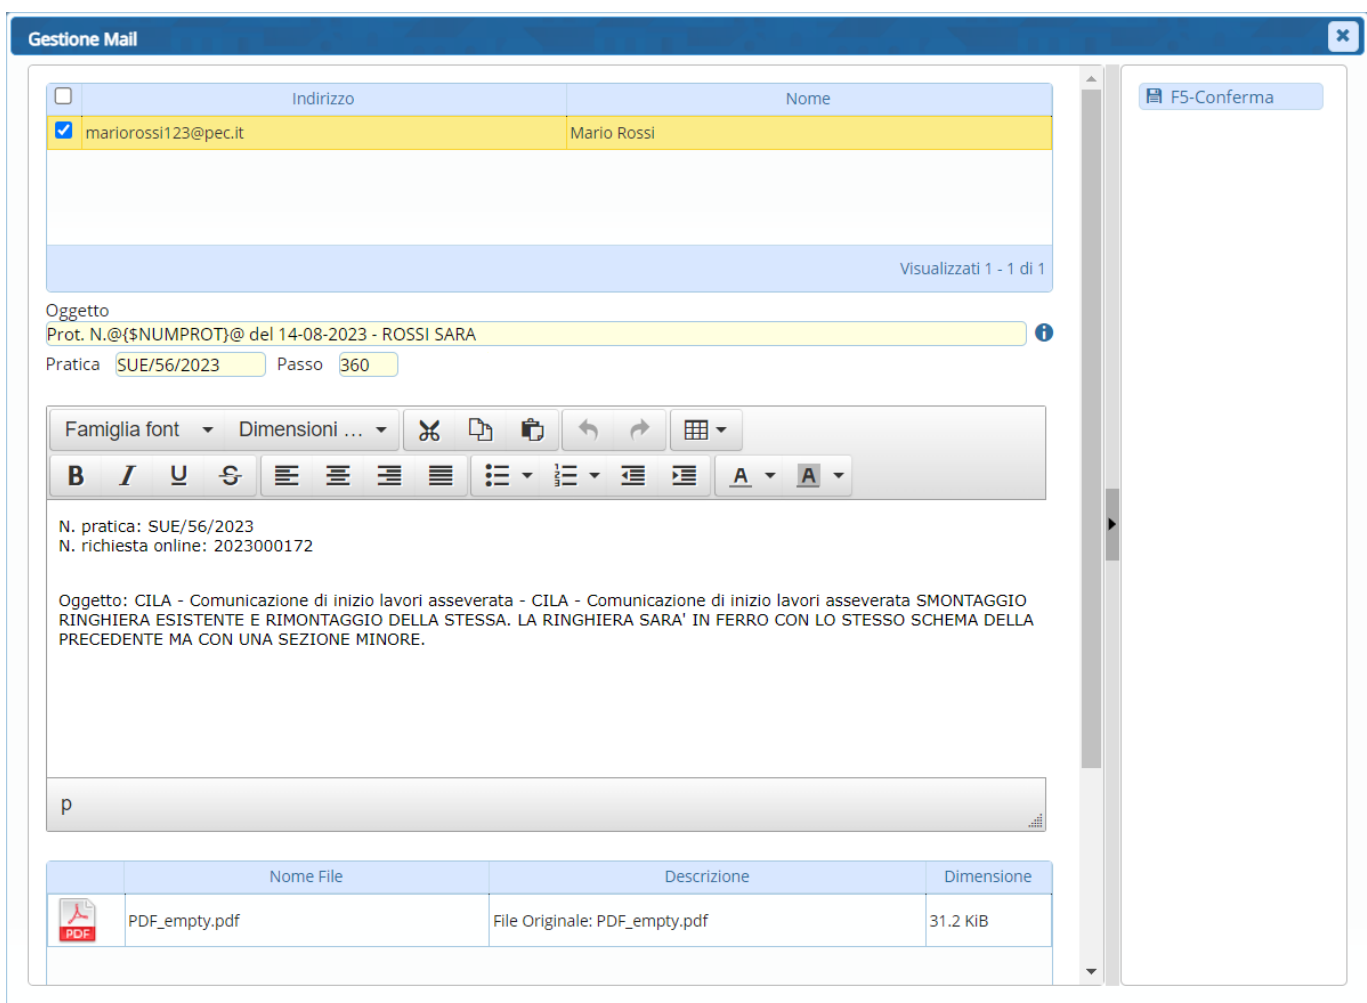 Gestione Mail
F5-Conferma
Indirizzo Nome
mariorossi123@pec.it Mario Rossi
Visualizzati 1 - 1 di 1
Oggetto
Prot. N.@{$NUMPROT}@ del 14-08-2023 - ROSSI SARA
Pratica SUE/56/2023 Passo 360
Famiglia font Dimensioni ...
B I U S A A
N. pratica: SUE/56/2023
N. richiesta online: 2023000172
Oggetto: CILA - Comunicazione di inizio lavori asseverata - CILA - Comunicazione di inizio lavori asseverata SMONTAGGIO
RINGHIERA ESISTENTE E RIMONTAGGIO DELLA STESSA. LA RINGHIERA SARA' IN FERRO CON LO STESSO SCHEMA DELLA
PRECEDENTE MA CON UNA SEZIONE MINORE.
p
Nome File Descrizione Dimensione
PDF PDF_empty.pdf File Originale: PDF_empty.pdf 31.2 KiB